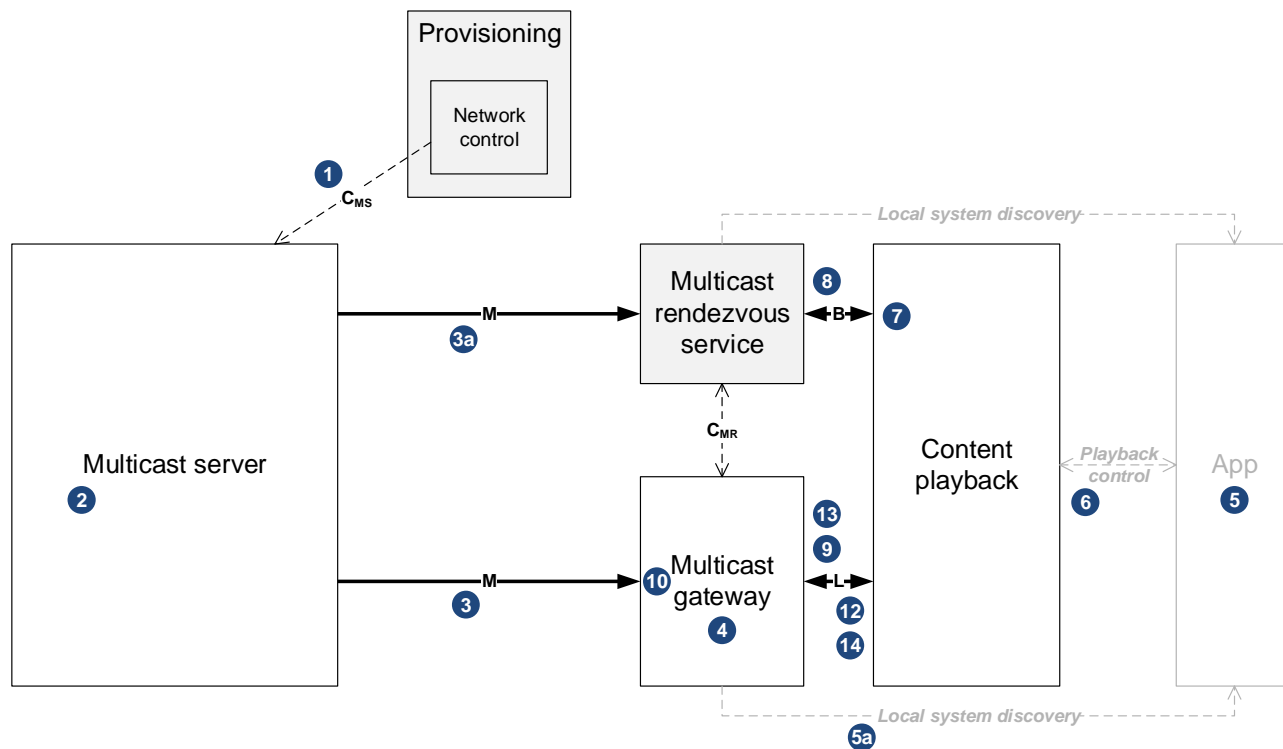 Provisioning
Network
control
1
CMS
Local system discovery
Multicast
rendezvous
service
8
M
B
7
3a
CMR
Multicast server
2
Content
playback
Playback
control
6
App
5
13
9
Multicast
gateway
10
M
L
3
4
12
14
Local system discovery
5a